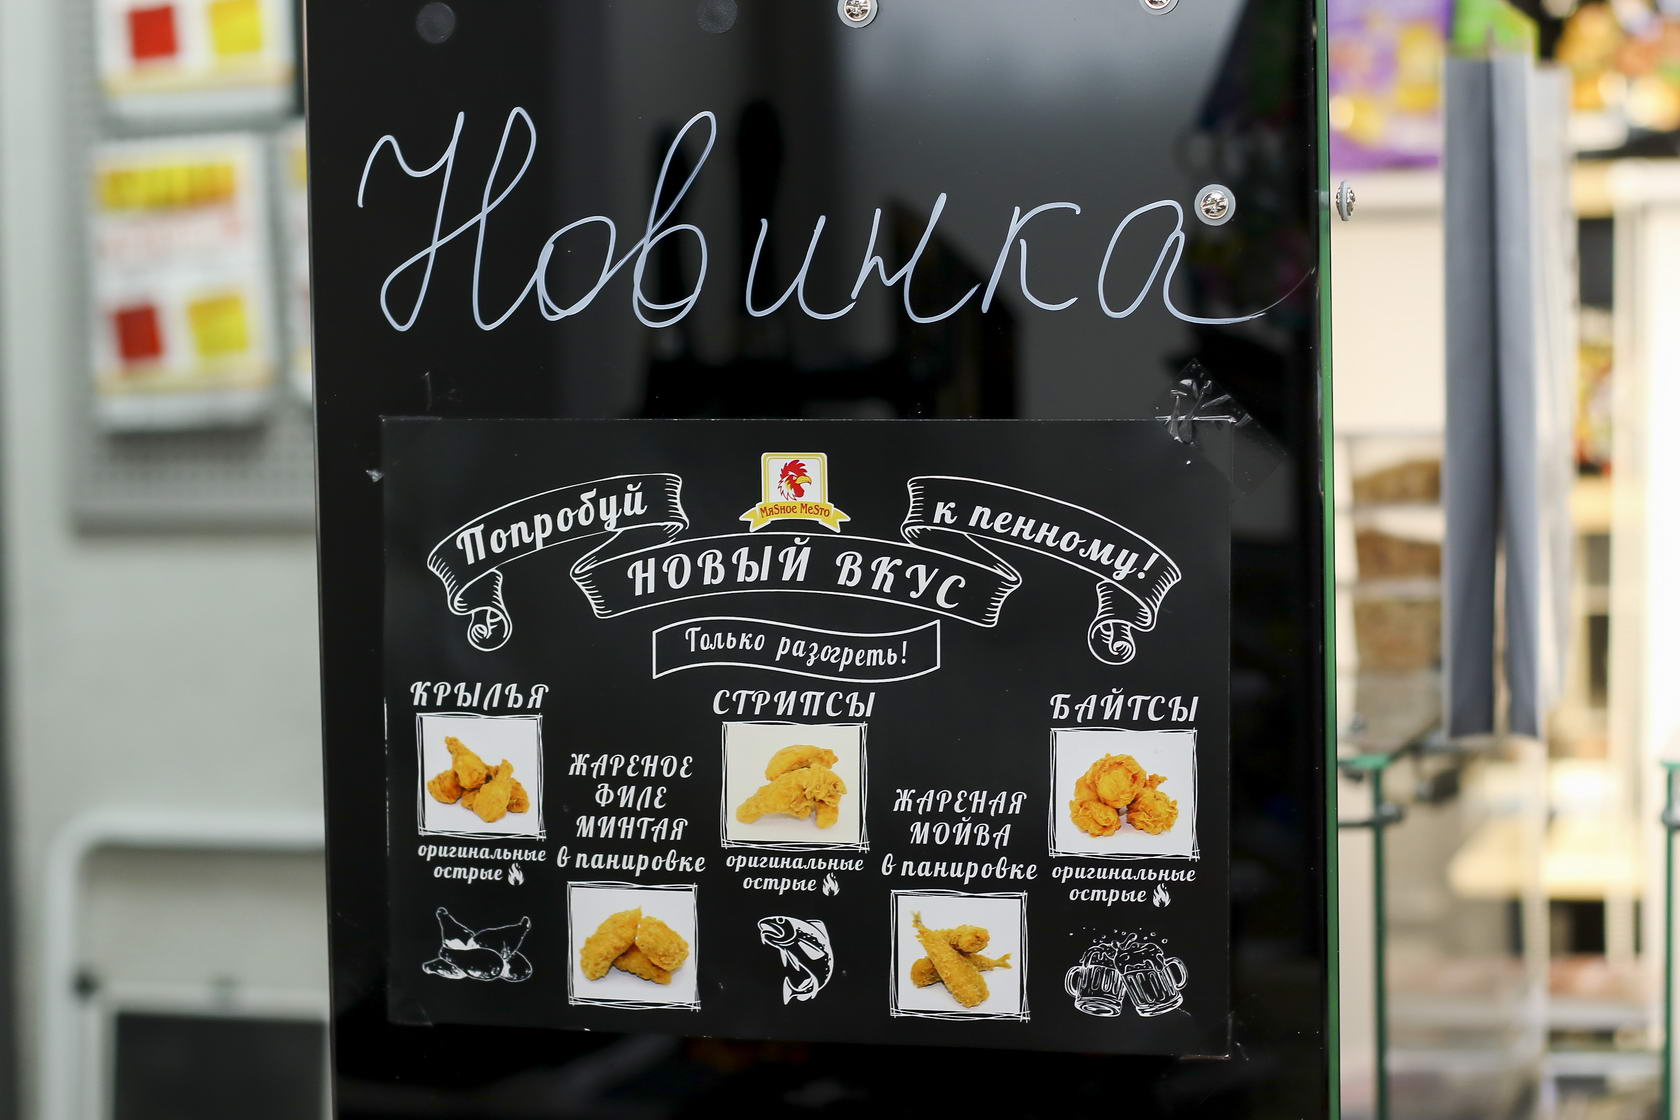 Новинка
Попробуй
МяSное МеSто
к пенному!
НОВЫЙ ВКУС
Только разогреть!
КРЫЛЬЯ
оригинальные
острые
ЖАРЕНОЕ
ФИЛЕ
МИНТАЯ
в панировке
СТРИПСЫ
оригинальные
острые
ЖАРЕНАЯ
МОЙВА
в панировке
БАЙТСЫ
оригинальные
острые